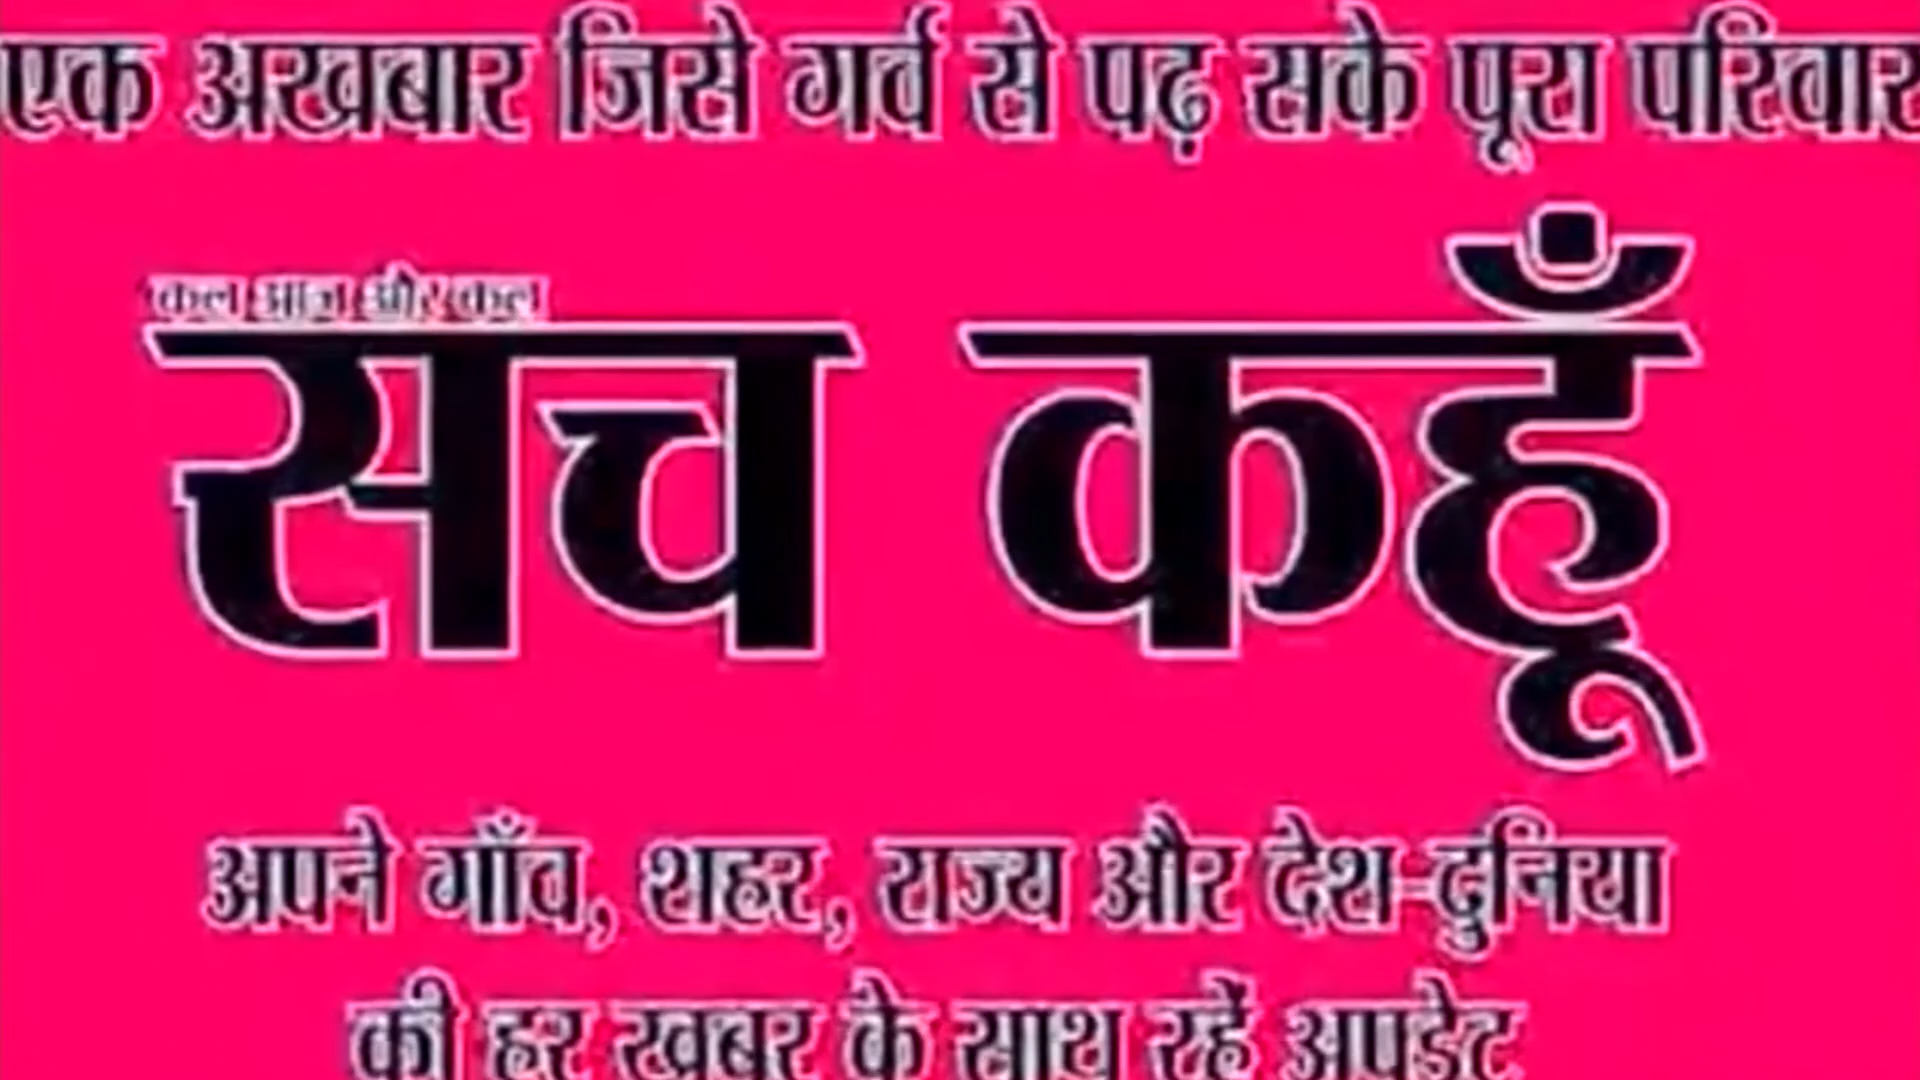 एक अखबार जिसे गर्व से पढ़ सके पूरा परिवार
कल आज और कल
सच कहूँ
अपने गाँव, शहर, राज्य और देश-दुनिया
की हर खबर के साथ रहें अपडेट